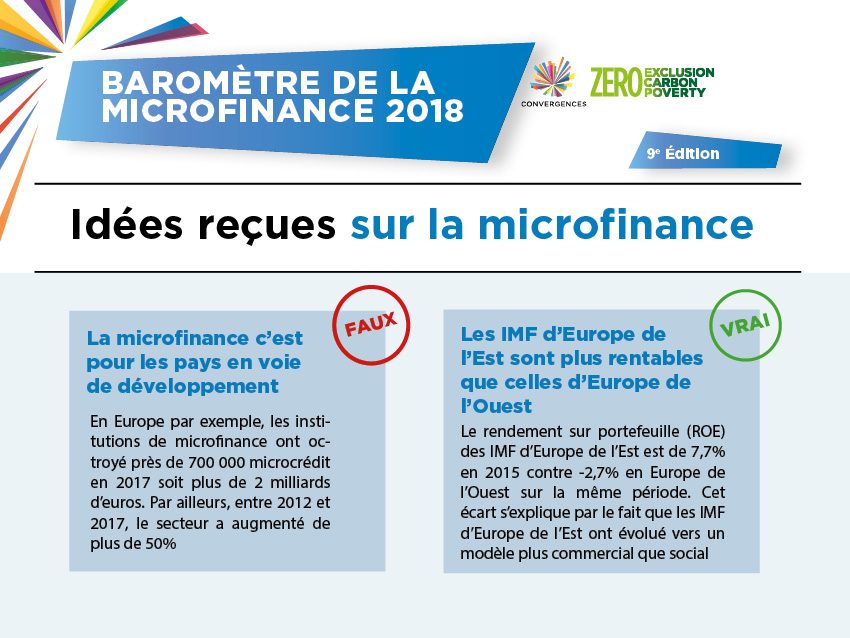 BAROMÈTRE DE LA
MICROFINANCE 2018
CONVERGENCES
ZERO EXCLUSION
CARBON
POVERTY
9e Édition
Idées reçues sur la microfinance
FAUX
La microfinance c'est
pour les pays en voie
de développement
En Europe par exemple, les insti-
tutions de microfinance ont oc-
troyé près de 700 000 microcrédit
en 2017 soit plus de 2 milliards
d'euros. Par ailleurs, entre 2012 et
2017, le secteur a augmenté de
plus de 50%
VRAI
Les IMF d'Europe de
l'Est sont plus rentables
que celles d'Europe de
l'Ouest
Le rendement sur portefeuille (ROE)
des IMF d'Europe de l'Est est de 7,7%
en 2015 contre -2,7% en Europe de
l'Ouest sur la même période. Cet
écart s'explique par le fait que les IMF
d'Europe de l'Est ont évolué vers un
modèle plus commercial que social